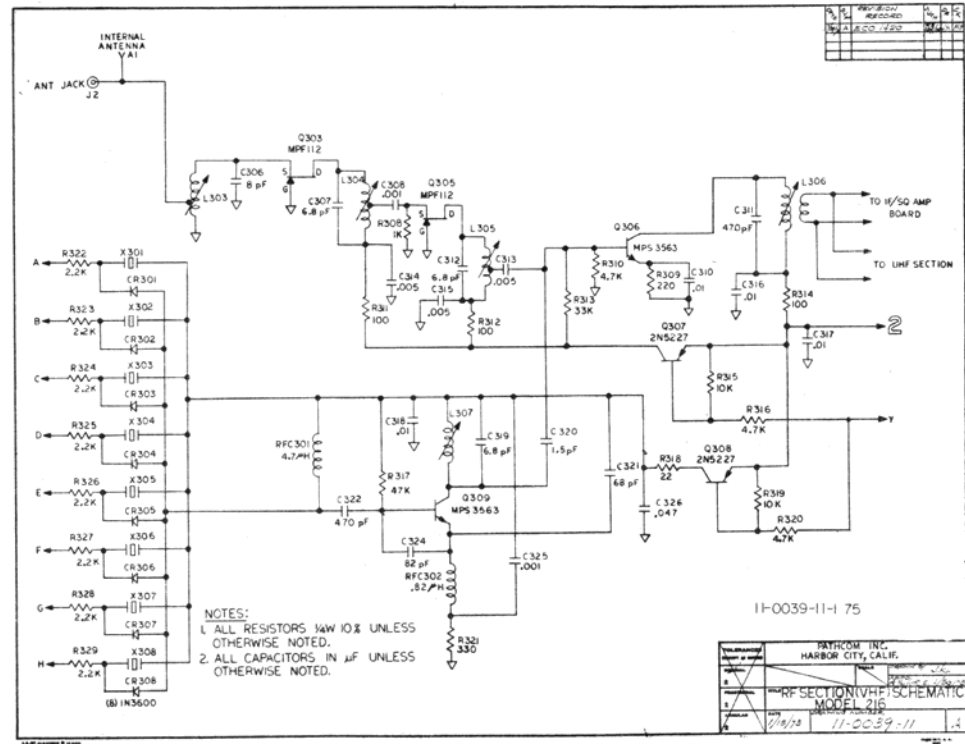 REVISION
RECORD
A ECO 1420
INTERNAL
ANTENNA
A1
ANT JACK
J2
Q303
MPF112
S
D
G
C306
8 pF
L303
L304
C307
6.8 pF
C308
.001
R308
1K
Q305
MPF112
S
D
G
L305
C312
6.8 pF
C313
.005
C314
.005
C315
.005
R311
100
R312
100
R313
33K
R310
4.7K
Q306
MPS 3563
R309
220
C310
.01
C311
470pF
L306
C316
.01
R314
100
TO IF/SQ AMP
BOARD
TO UHF SECTION
2
C317
.01
Q307
2N5227
R315
10K
R316
4.7K
Y
A
R322
2.2K
X301
CR301
B
R323
2.2K
X302
CR302
C
R324
2.2K
X303
CR303
D
R325
2.2K
X304
CR304
E
R326
2.2K
X305
CR305
F
R327
2.2K
X306
CR306
G
R328
2.2K
X307
CR307
H
R329
2.2K
X308
CR308
(8) 1N3600
RFC301
4.7µH
C318
.01
L307
C319
6.8 pF
C320
1.5pF
C321
68 pF
R317
47K
C322
470 pF
Q309
MPS 3563
C324
82 pF
RFC302
.82µH
C325
.001
R321
330
R318
22
C326
.047
Q308
2N5227
R319
10K
R320
4.7K
NOTES:
1. ALL RESISTORS 1/4W 10% UNLESS
OTHERWISE NOTED.
2. ALL CAPACITORS IN µF UNLESS
OTHERWISE NOTED.
11-0039-11-1 75
TOLERANCES
PATHCOM INC.
HARBOR CITY, CALIF.
SCALE
TITLE
RF SECTION(VHF)SCHEMATIC
MODEL 216
DATE
DRAWING NUMBER
11-0039-11
A